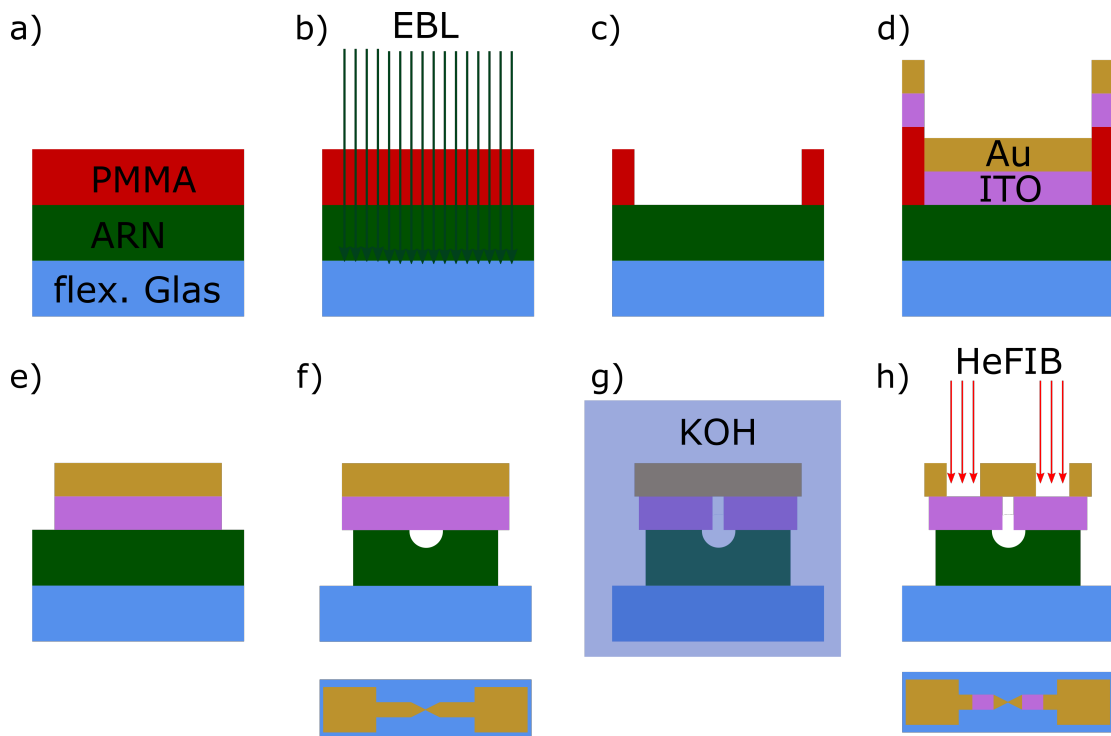 a)
b)
EBL
c)
d)
PMMA
ARN
flex. Glas
Au
ITO
e)
f)
g)
KOH
h)
HeFIB